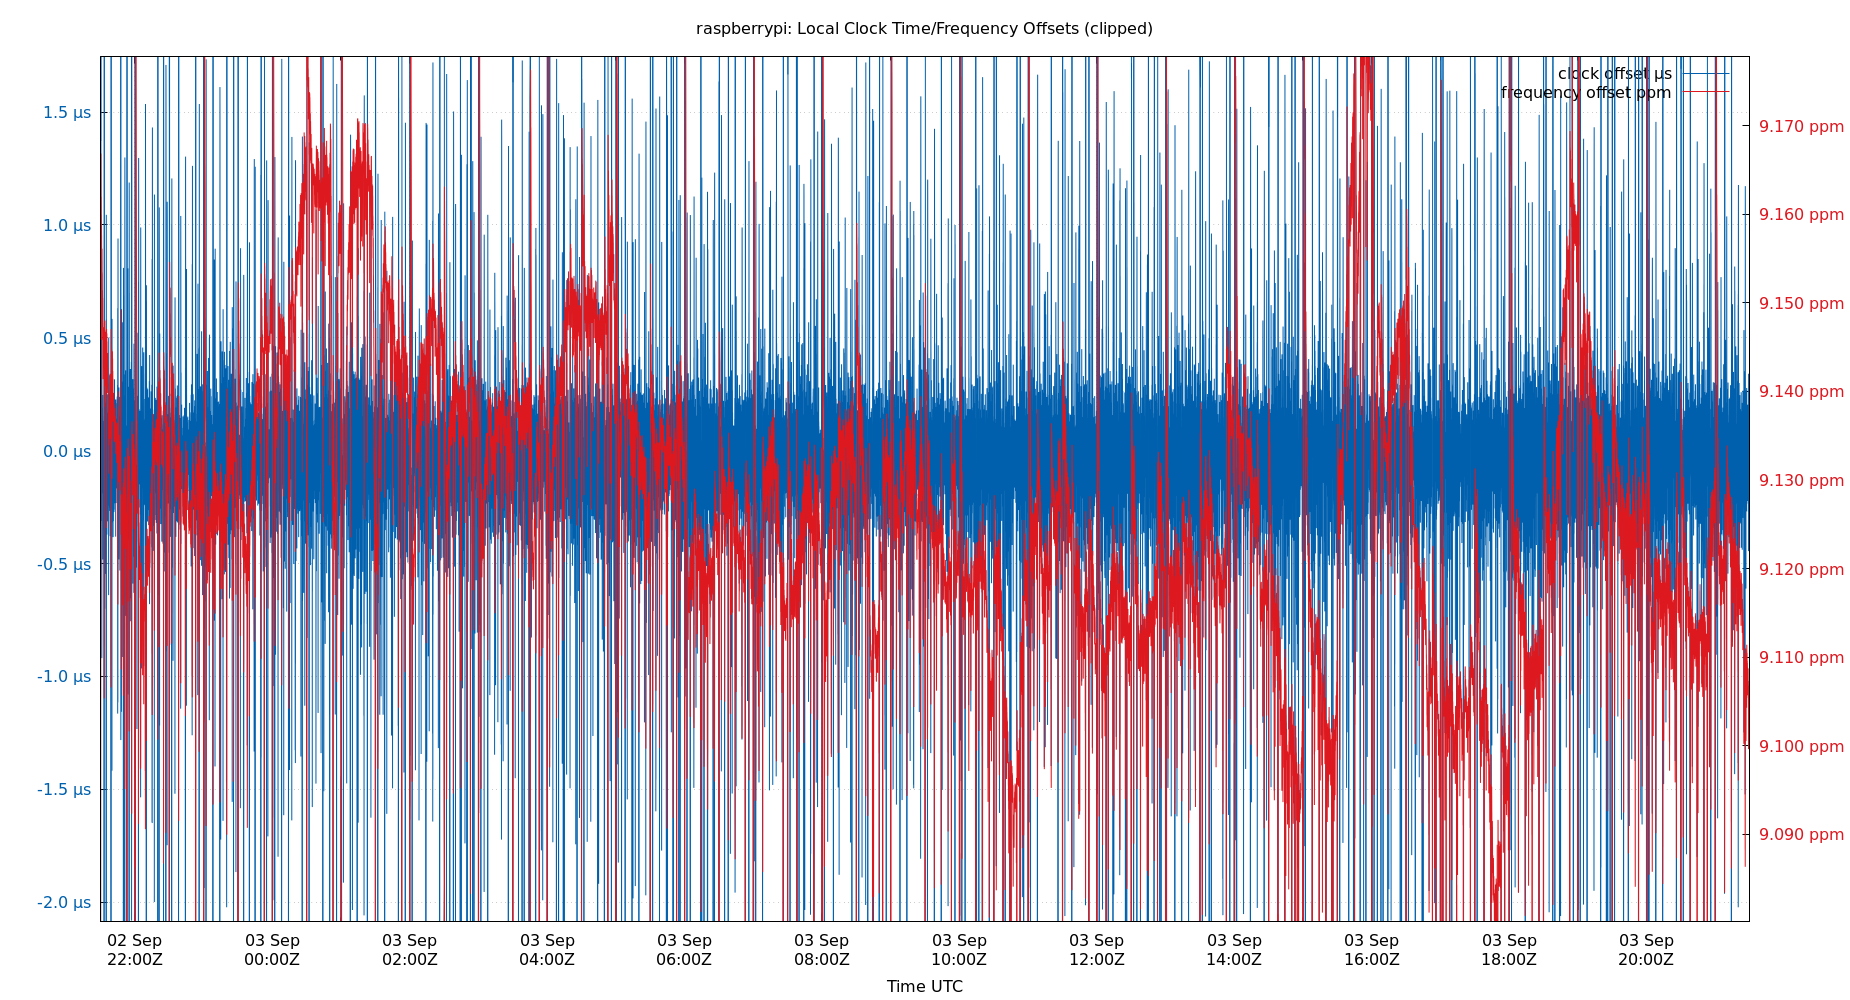 raspberrypi: Local Clock Time/Frequency Offsets (clipped)
clock offset µs
frequency offset ppm
1.5 µs
1.0 µs
0.5 µs
0.0 µs
-0.5 µs
-1.0 µs
-1.5 µs
-2.0 µs
9.170 ppm
9.160 ppm
9.150 ppm
9.140 ppm
9.130 ppm
9.120 ppm
9.110 ppm
9.100 ppm
9.090 ppm
02 Sep 03 Sep 03 Sep 03 Sep 03 Sep 03 Sep 03 Sep 03 Sep 03 Sep 03 Sep 03 Sep 03 Sep
22:00Z 00:00Z 02:00Z 04:00Z 06:00Z 08:00Z 10:00Z 12:00Z 14:00Z 16:00Z 18:00Z 20:00Z
Time UTC